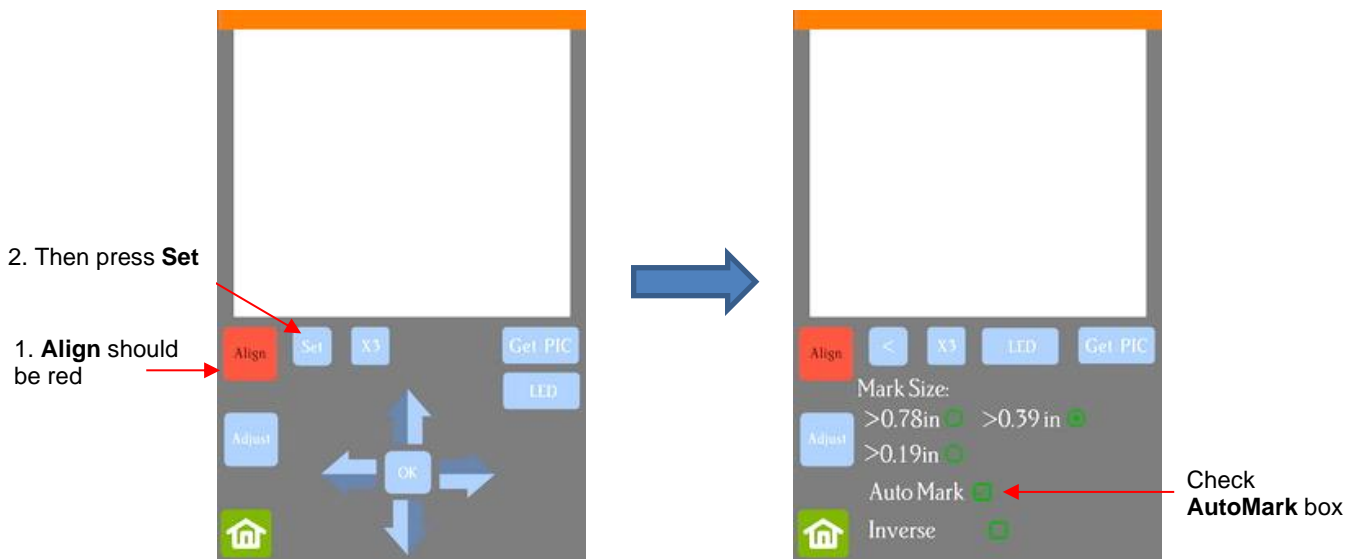 2. Then press Set
1. Align should
be red
Align
Set
X3
Get PIC
LED
Adjust
OK
Align
<
X3
LED
Get PIC
Mark Size:
>0.78in
>0.39 in
Adjust
>0.19in
Auto Mark
Inverse
Check
AutoMark box